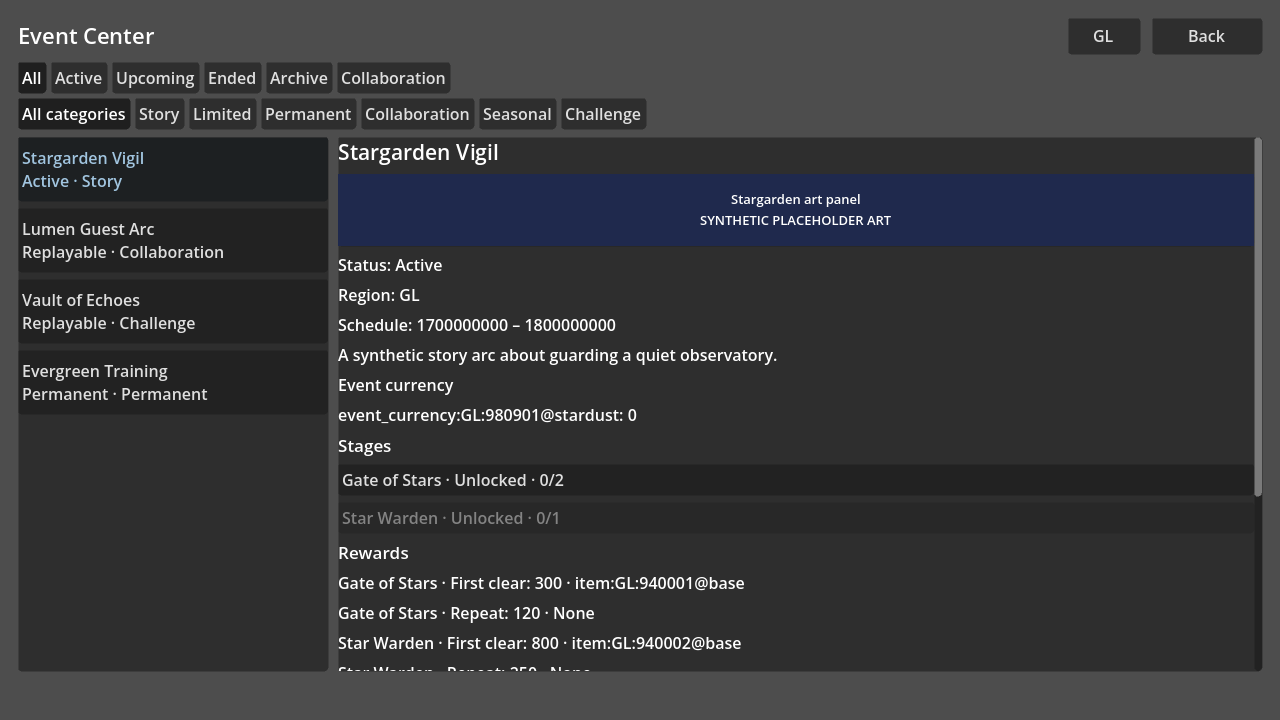 Event Center
GL
Back
All
Active
Upcoming
Ended
Archive
Collaboration
All categories
Story
Limited
Permanent
Collaboration
Seasonal
Challenge
Stargarden Vigil
Active · Story
Lumen Guest Arc
Replayable · Collaboration
Vault of Echoes
Replayable · Challenge
Evergreen Training
Permanent · Permanent
Stargarden Vigil
Stargarden art panel
SYNTHETIC PLACEHOLDER ART
Status: Active
Region: GL
Schedule: 1700000000 – 1800000000
A synthetic story arc about guarding a quiet observatory.
Event currency
event_currency:GL:980901@stardust: 0
Stages
Gate of Stars · Unlocked · 0/2
Star Warden · Unlocked · 0/1
Rewards
Gate of Stars · First clear: 300 · item:GL:940001@base
Gate of Stars · Repeat: 120 · None
Star Warden · First clear: 800 · item:GL:940002@base
Star Warden · Repeat: 250 · None